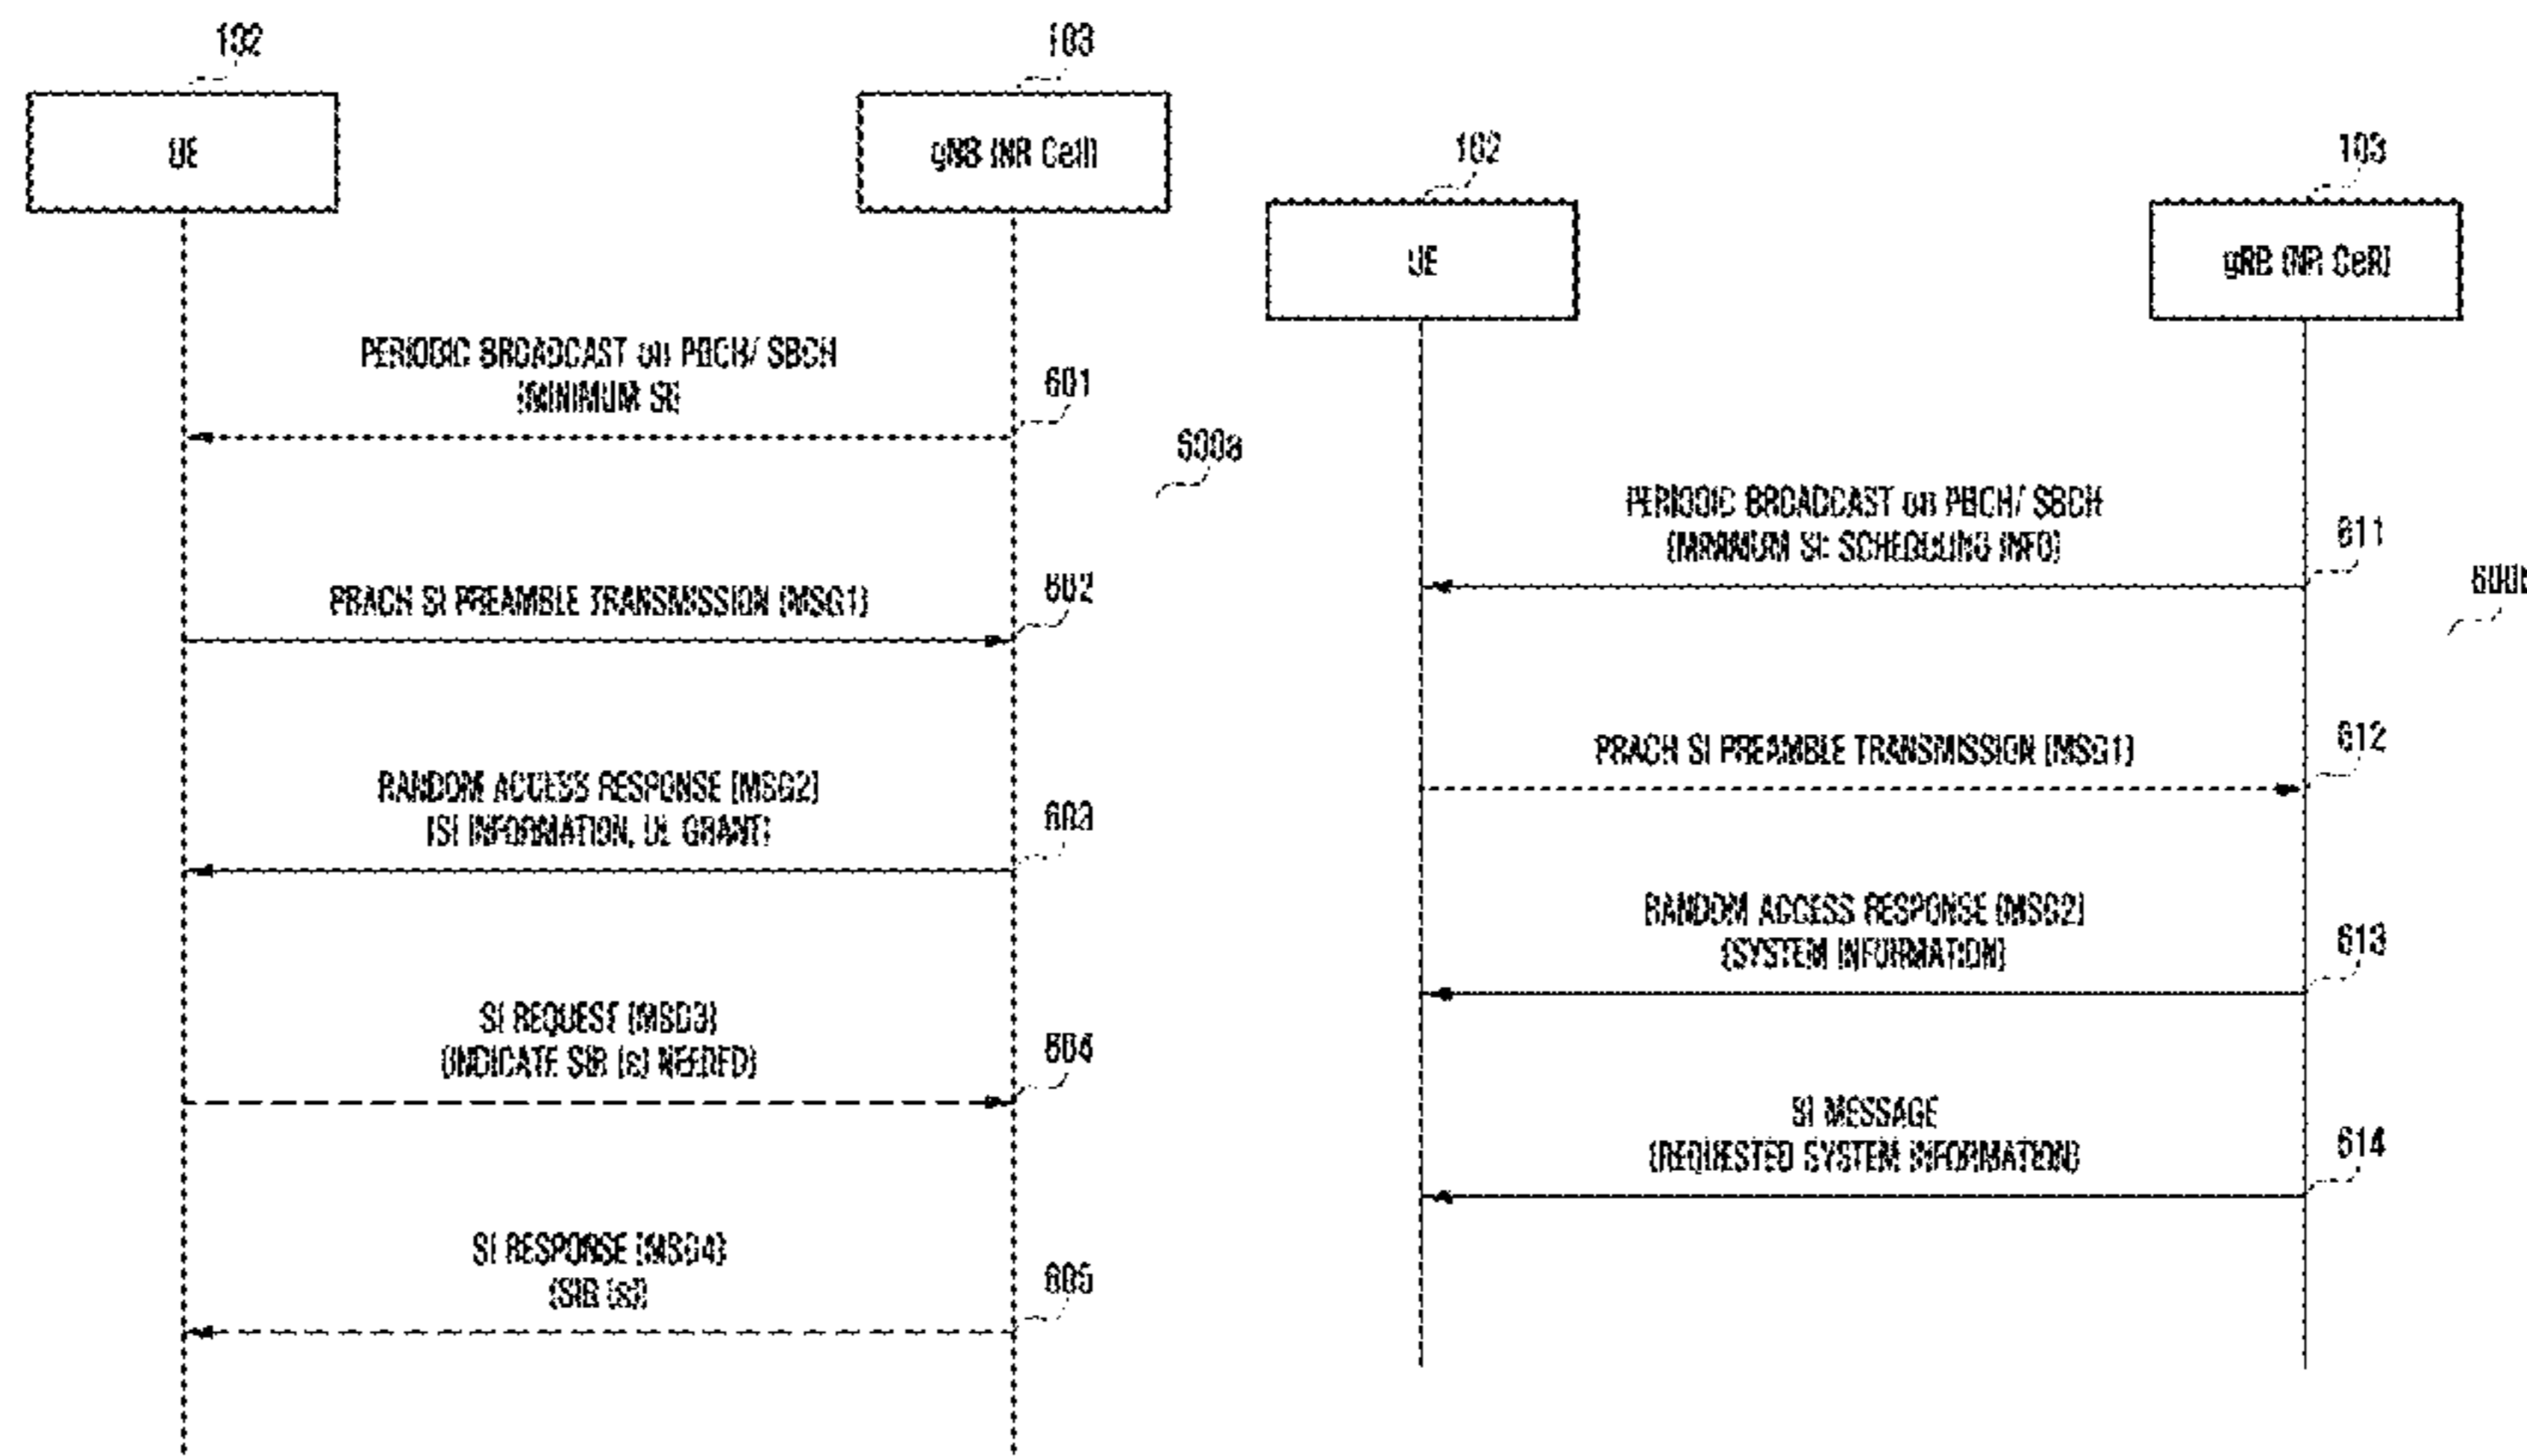 102
103
UE
gNB (NR Cell)
PERIODIC BROADCAST on PBCH/ SBCH
(MINIMUM SI)
601
600a
PRACH SI PREAMBLE TRANSMISSION (MSG1)
602
RANDOM ACCESS RESPONSE (MSG2)
(SI INFORMATION, UL GRANT)
603
SI REQUEST (MSG3)
(INDICATE SIB (s) NEEDED)
604
SI RESPONSE (MSG4)
(SIB (s))
605
102
103
UE
gNB (NR Cell)
PERIODIC BROADCAST on PBCH/ SBCH
(MINIMUM SI: SCHEDULING INFO)
611
600b
PRACH SI PREAMBLE TRANSMISSION (MSG1)
612
RANDOM ACCESS RESPONSE (MSG2)
(SYSTEM INFORMATION)
613
SI MESSAGE
(REQUESTED SYSTEM INFORMATION)
614